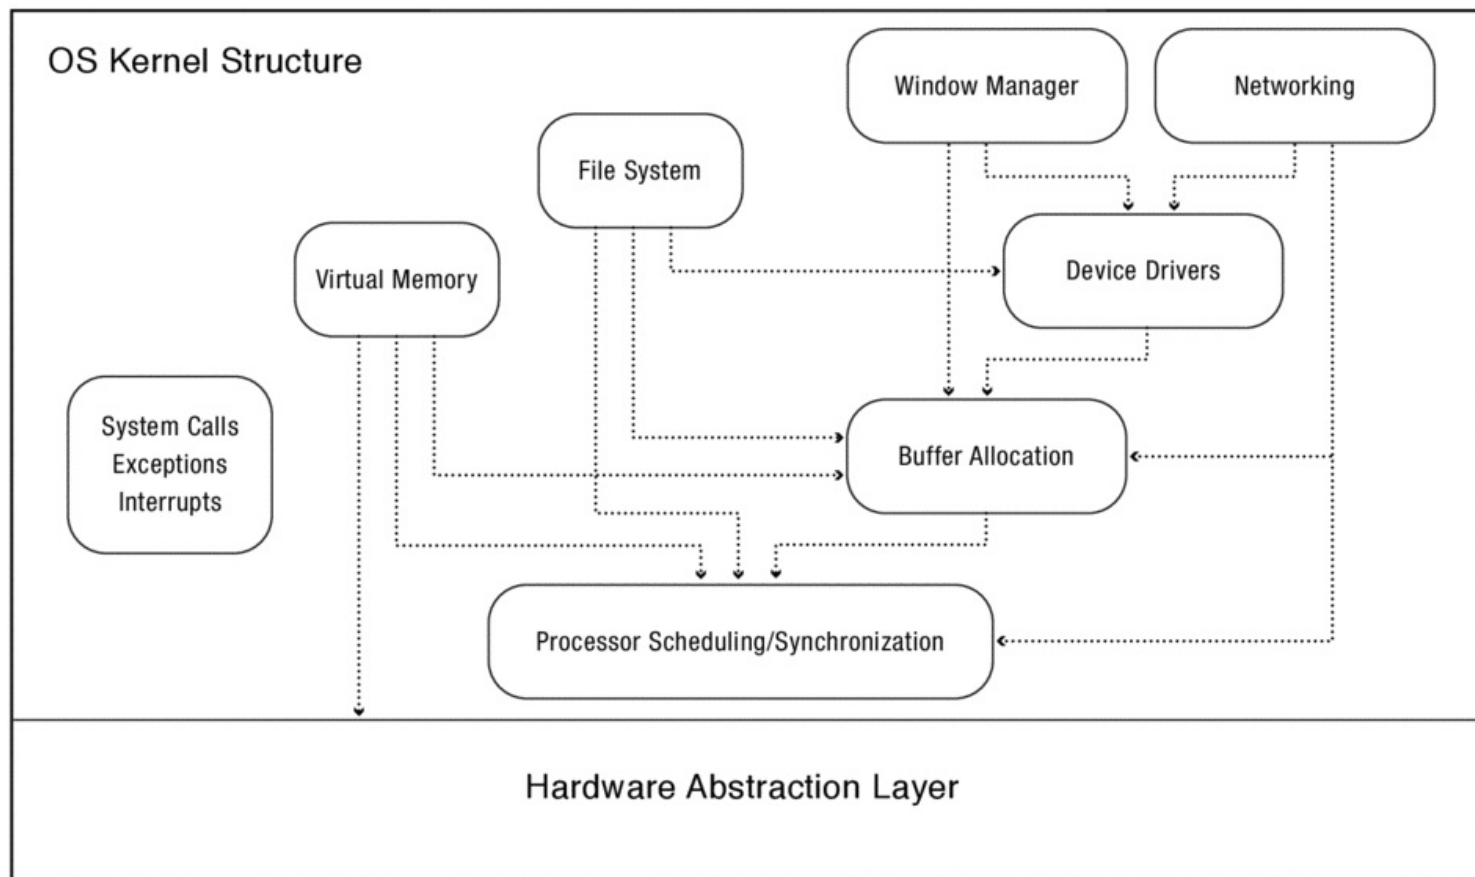 OS Kernel Structure
Window Manager
Networking
File System
Device Drivers
Virtual Memory
System Calls
Exceptions
Interrupts
Buffer Allocation
Processor Scheduling/Synchronization
Hardware Abstraction Layer